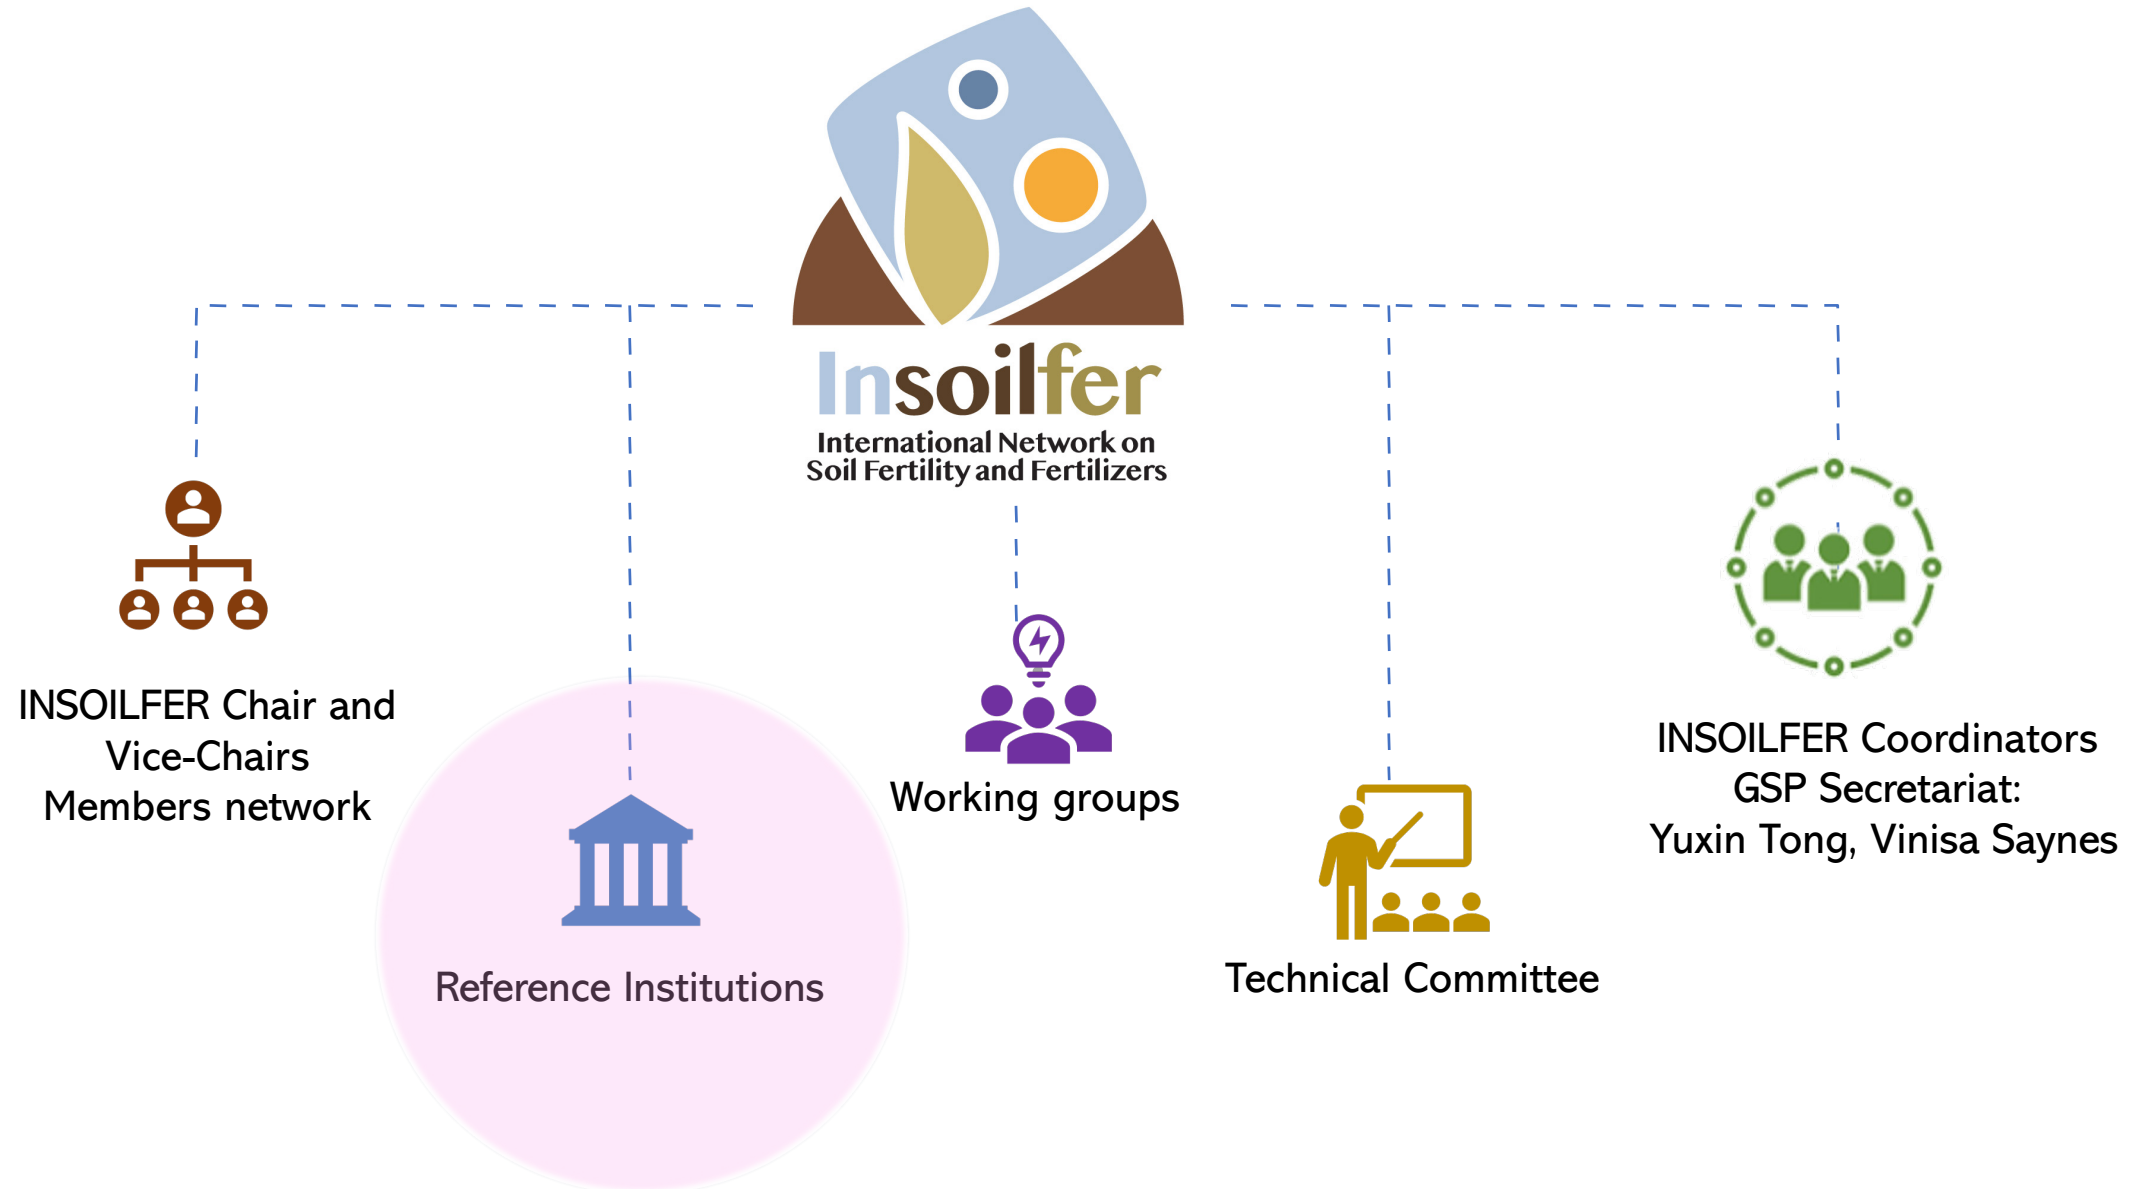 Insoilfer
International Network on
Soil Fertility and Fertilizers
INSOILFER Chair and
Vice-Chairs
Members network
Reference Institutions
Working groups
Technical Committee
INSOILFER Coordinators
GSP Secretariat:
Yuxin Tong, Vinisa Saynes